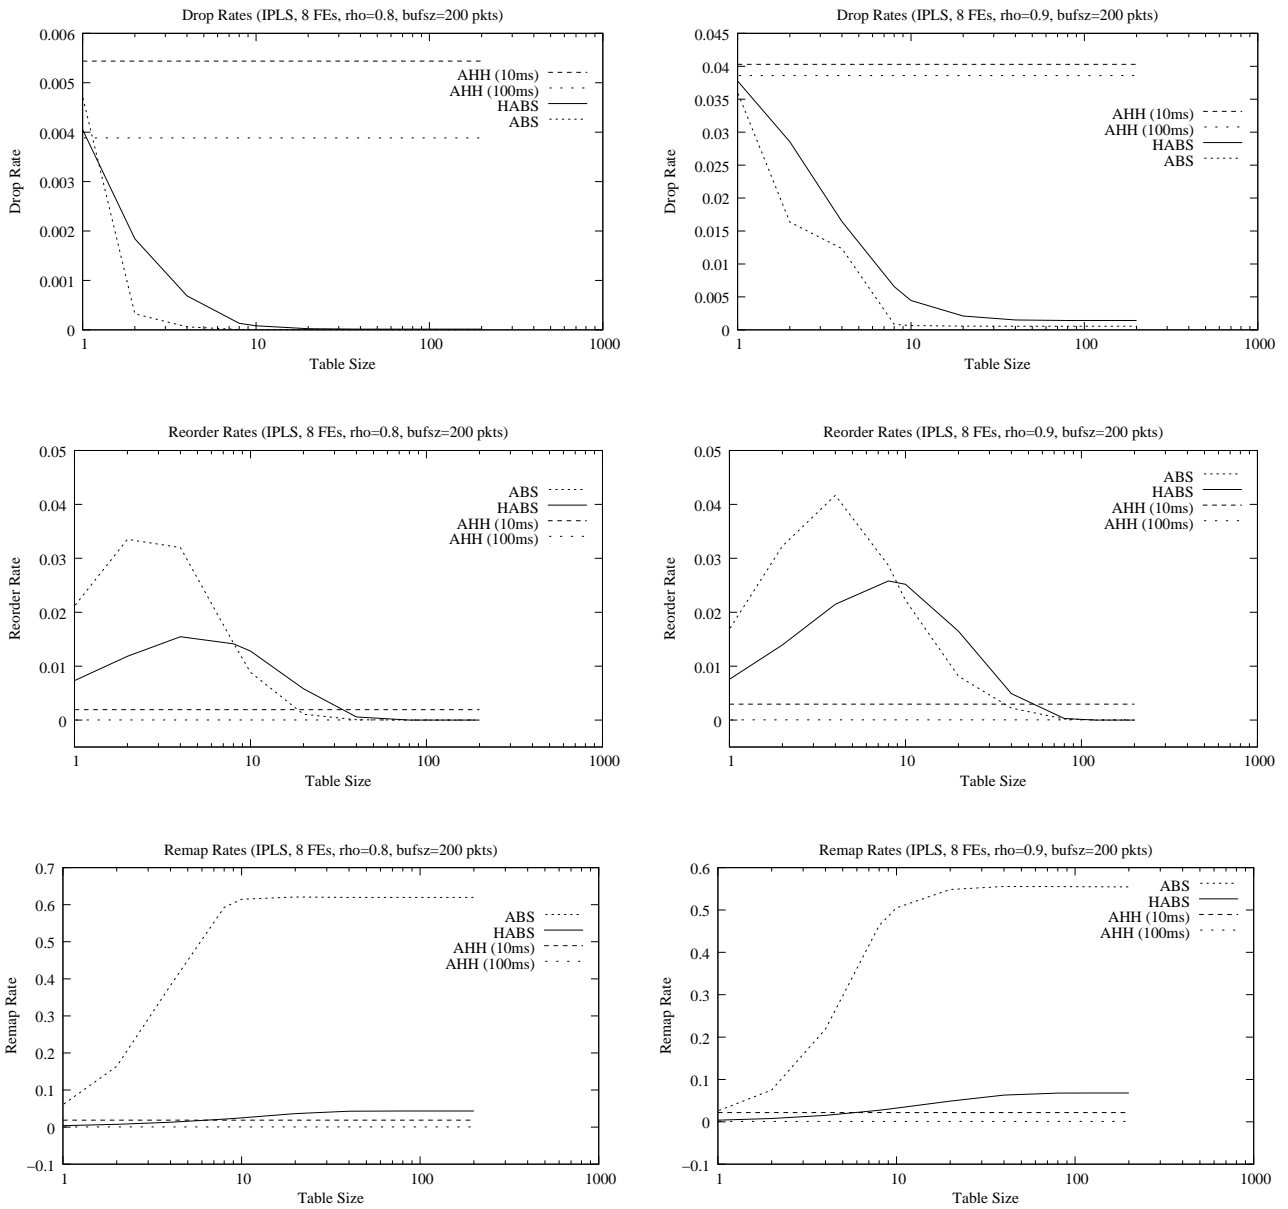 Drop Rates (IPLS, 8 FEs, rho=0.8, bufsz=200 pkts)
0.006
0.005
0.004
0.003
0.002
0.001
0
Drop Rate
AHH (10ms)
AHH (100ms)
HABS
ABS
1
10
100
1000
Table Size
Drop Rates (IPLS, 8 FEs, rho=0.9, bufsz=200 pkts)
0.045
0.04
0.035
0.03
0.025
0.02
0.015
0.01
0.005
0
Drop Rate
AHH (10ms)
AHH (100ms)
HABS
ABS
1
10
100
1000
Table Size
Reorder Rates (IPLS, 8 FEs, rho=0.8, bufsz=200 pkts)
0.05
0.04
0.03
0.02
0.01
0
Reorder Rate
ABS
HABS
AHH (10ms)
AHH (100ms)
1
10
100
1000
Table Size
Reorder Rates (IPLS, 8 FEs, rho=0.9, bufsz=200 pkts)
0.05
0.04
0.03
0.02
0.01
0
Reorder Rate
ABS
HABS
AHH (10ms)
AHH (100ms)
1
10
100
1000
Table Size
Remap Rates (IPLS, 8 FEs, rho=0.8, bufsz=200 pkts)
0.7
0.6
0.5
0.4
0.3
0.2
0.1
0
−0.1
Remap Rate
ABS
HABS
AHH (10ms)
AHH (100ms)
1
10
100
1000
Table Size
Remap Rates (IPLS, 8 FEs, rho=0.9, bufsz=200 pkts)
0.6
0.5
0.4
0.3
0.2
0.1
0
−0.1
Remap Rate
ABS
HABS
AHH (10ms)
AHH (100ms)
1
10
100
1000
Table Size